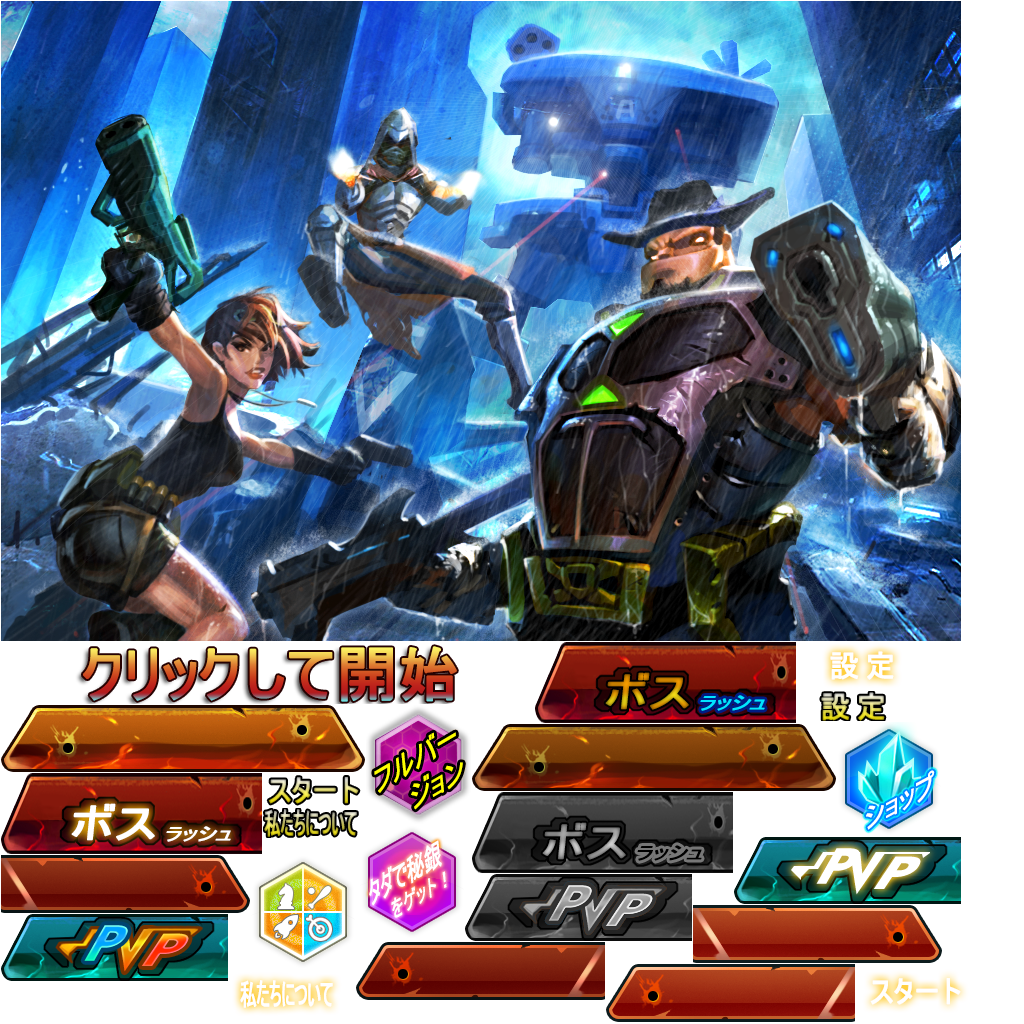 A
クリックして開始
ボス ラッシュ
設定
設定
フルバー
ジョン
ショップ
スタート
私たちについて
ボス ラッシュ
ボス ラッシュ
タダで秘銀
をゲット！
PVP
PVP
PVP
私たちについて
スタート